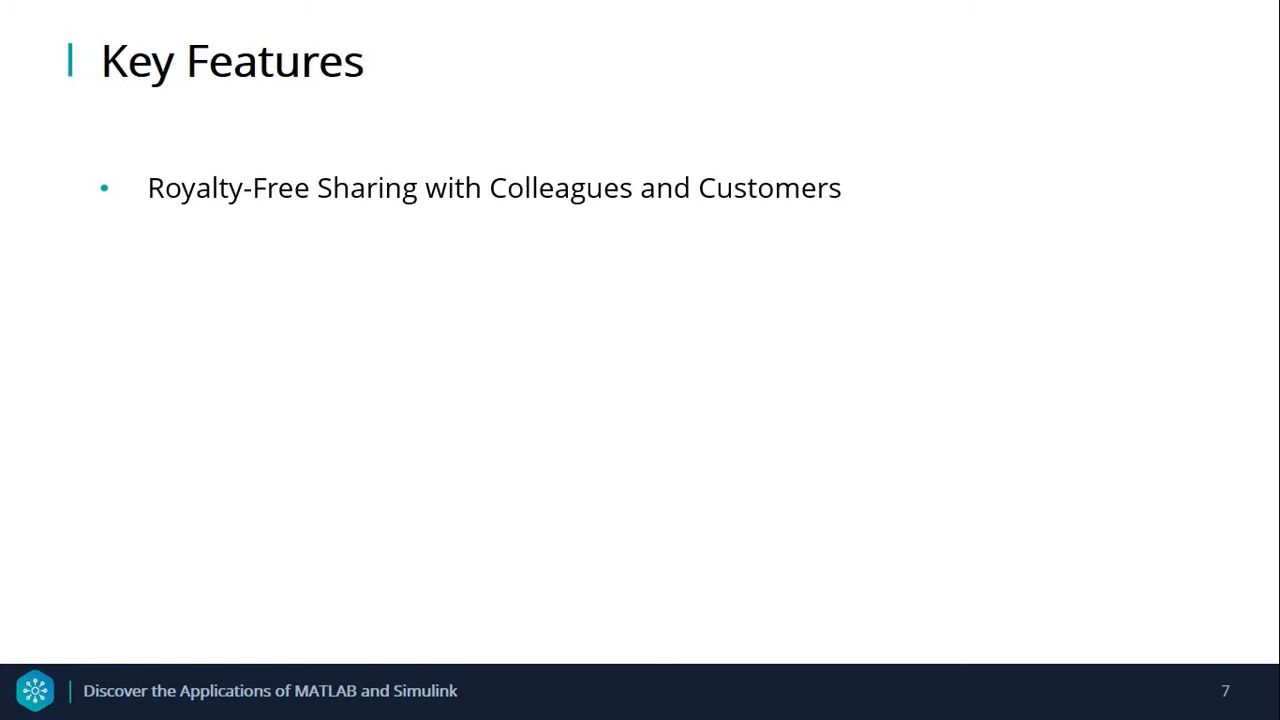 Key Features
• Royalty-Free Sharing with Colleagues and Customers
Discover the Applications of MATLAB and Simulink
7